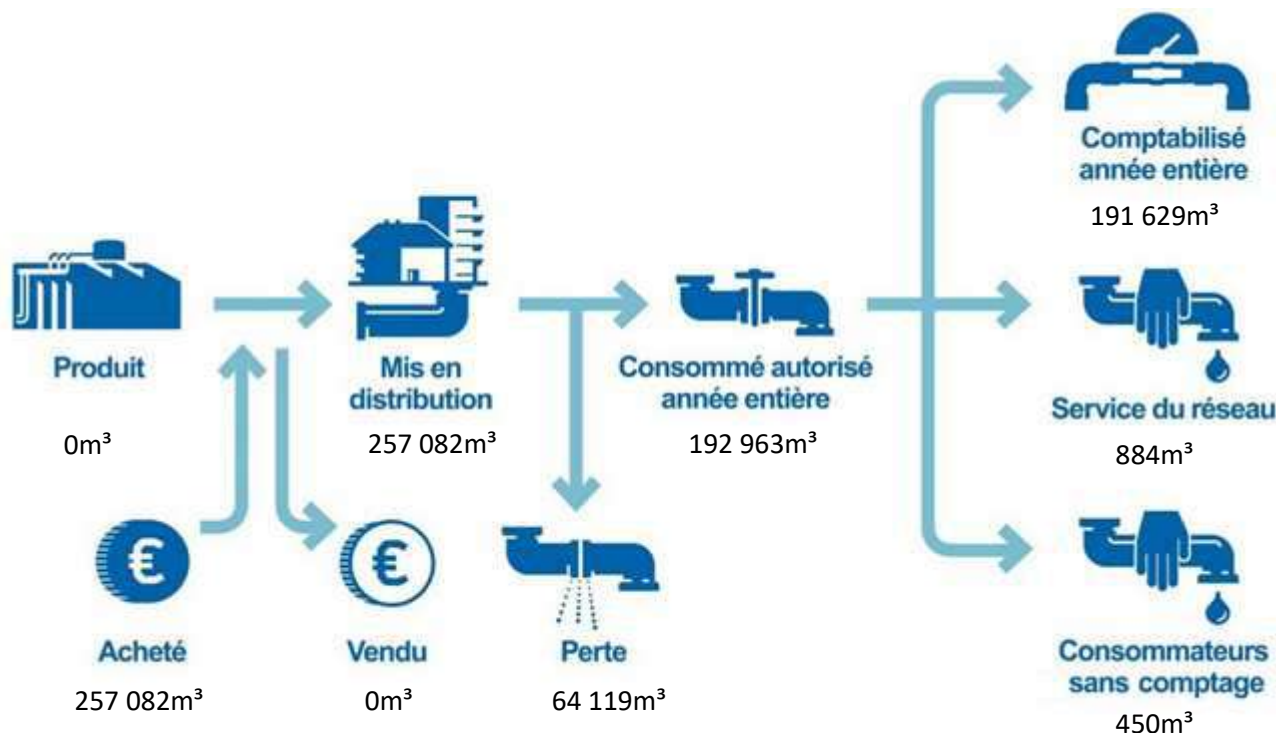 Comptabilisé
année entière
191 629m³
Produit
0m³
Mis en
distribution
257 082m³
Consommé autorisé
année entière
192 963m³
Service du réseau
884m³
€
Acheté
257 082m³
€
Vendu
0m³
Perte
64 119m³
Consommateurs
sans comptage
450m³